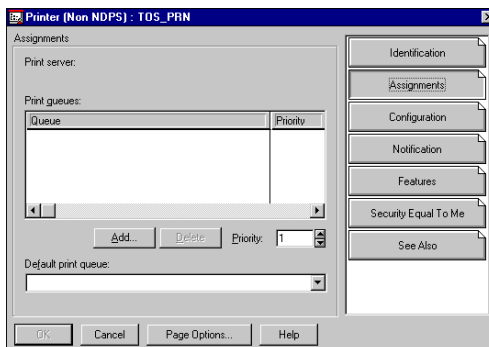 Printer (Non NDPS) : TOS_PRN
Assignments
Print server:
Print queues:
Queue Priority
Add... Delete Priority: 1
Default print queue:
OK Cancel Page Options... Help
Identification
Assignments
Configuration
Notification
Features
Security Equal To Me
See Also